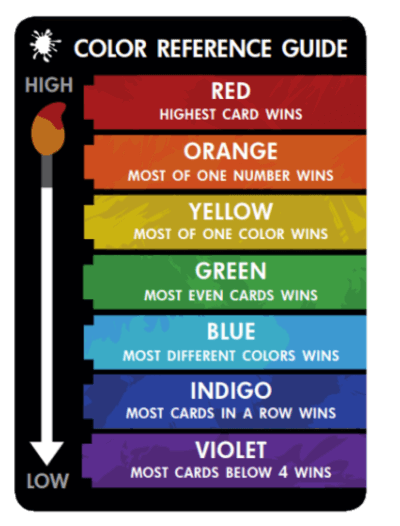 COLOR REFERENCE GUIDE
HIGH
RED
HIGHEST CARD WINS
ORANGE
MOST OF ONE NUMBER WINS
YELLOW
MOST OF ONE COLOR WINS
GREEN
MOST EVEN CARDS WINS
BLUE
MOST DIFFERENT COLORS WINS
INDIGO
MOST CARDS IN A ROW WINS
VIOLET
MOST CARDS BELOW 4 WINS
LOW